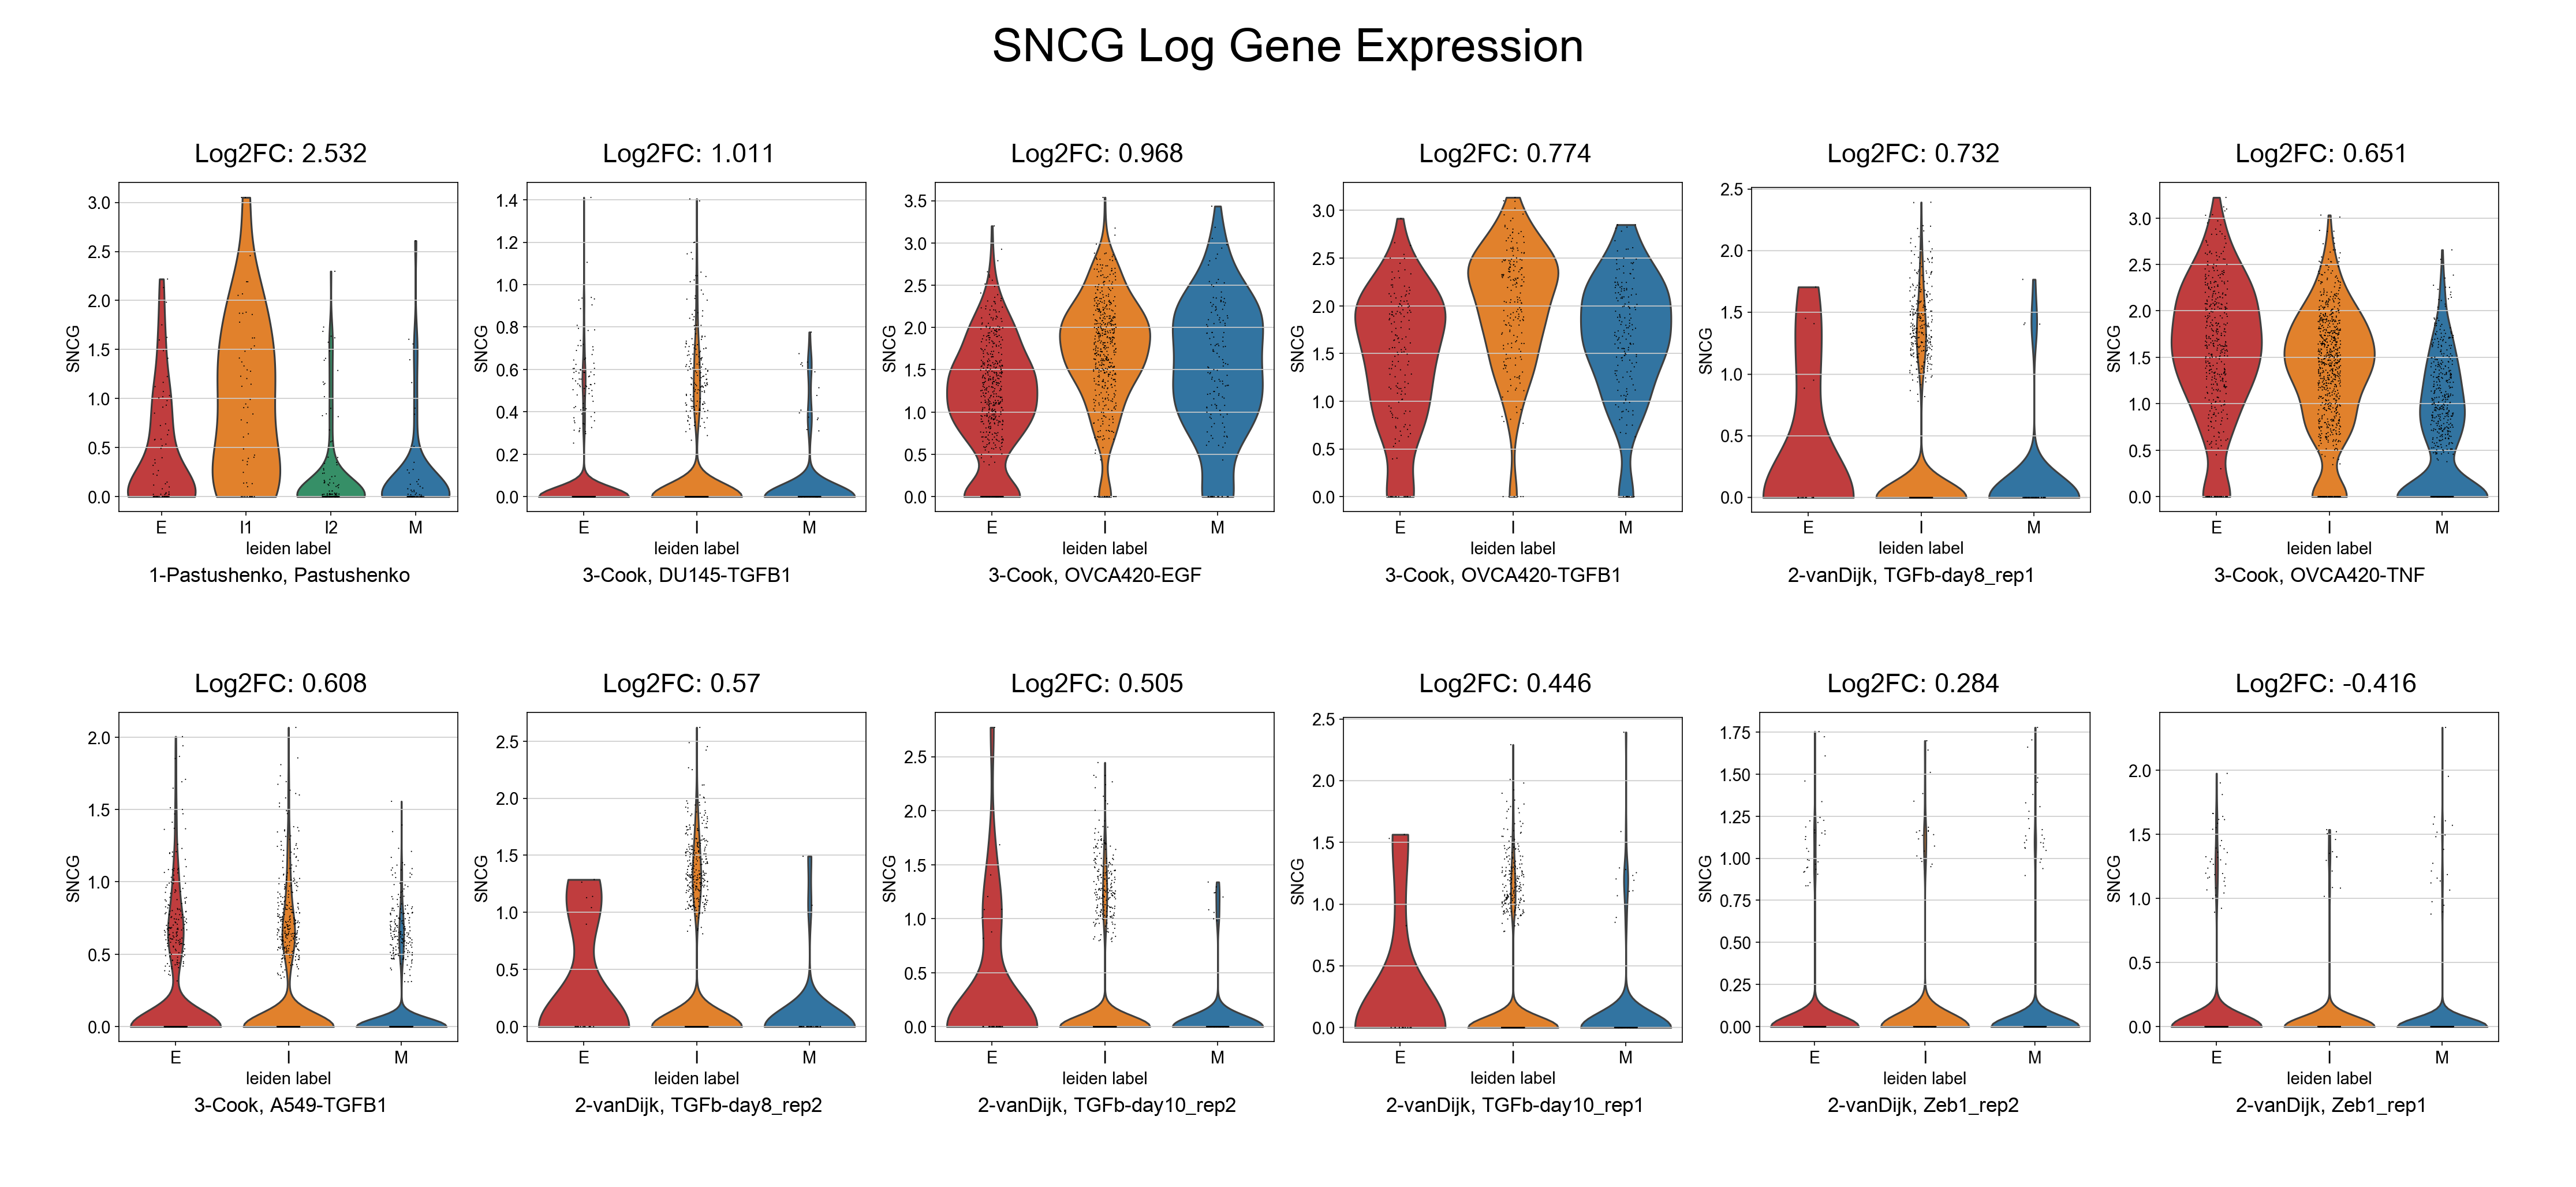 SNCG Log Gene Expression
Log2FC: 2.532
SNCG
3.0
2.5
2.0
1.5
1.0
0.5
0.0
E I1 I2 M
leiden label
1-Pastushenko, Pastushenko
Log2FC: 1.011
SNCG
1.4
1.2
1.0
0.8
0.6
0.4
0.2
0.0
E I M
leiden label
3-Cook, DU145-TGFB1
Log2FC: 0.968
SNCG
3.5
3.0
2.5
2.0
1.5
1.0
0.5
0.0
E I M
leiden label
3-Cook, OVCA420-EGF
Log2FC: 0.774
SNCG
3.0
2.5
2.0
1.5
1.0
0.5
0.0
E I M
leiden label
3-Cook, OVCA420-TGFB1
Log2FC: 0.732
SNCG
2.5
2.0
1.5
1.0
0.5
0.0
E I M
leiden label
2-vanDijk, TGFb-day8_rep1
Log2FC: 0.651
SNCG
3.0
2.5
2.0
1.5
1.0
0.5
0.0
E I M
leiden label
3-Cook, OVCA420-TNF
Log2FC: 0.608
SNCG
2.0
1.5
1.0
0.5
0.0
E I M
leiden label
3-Cook, A549-TGFB1
Log2FC: 0.57
SNCG
2.5
2.0
1.5
1.0
0.5
0.0
E I M
leiden label
2-vanDijk, TGFb-day8_rep2
Log2FC: 0.505
SNCG
2.5
2.0
1.5
1.0
0.5
0.0
E I M
leiden label
2-vanDijk, TGFb-day10_rep2
Log2FC: 0.446
SNCG
2.5
2.0
1.5
1.0
0.5
0.0
E I M
leiden label
2-vanDijk, TGFb-day10_rep1
Log2FC: 0.284
SNCG
1.75
1.50
1.25
1.00
0.75
0.50
0.25
0.00
E I M
leiden label
2-vanDijk, Zeb1_rep2
Log2FC: -0.416
SNCG
2.0
1.5
1.0
0.5
0.0
E I M
leiden label
2-vanDijk, Zeb1_rep1